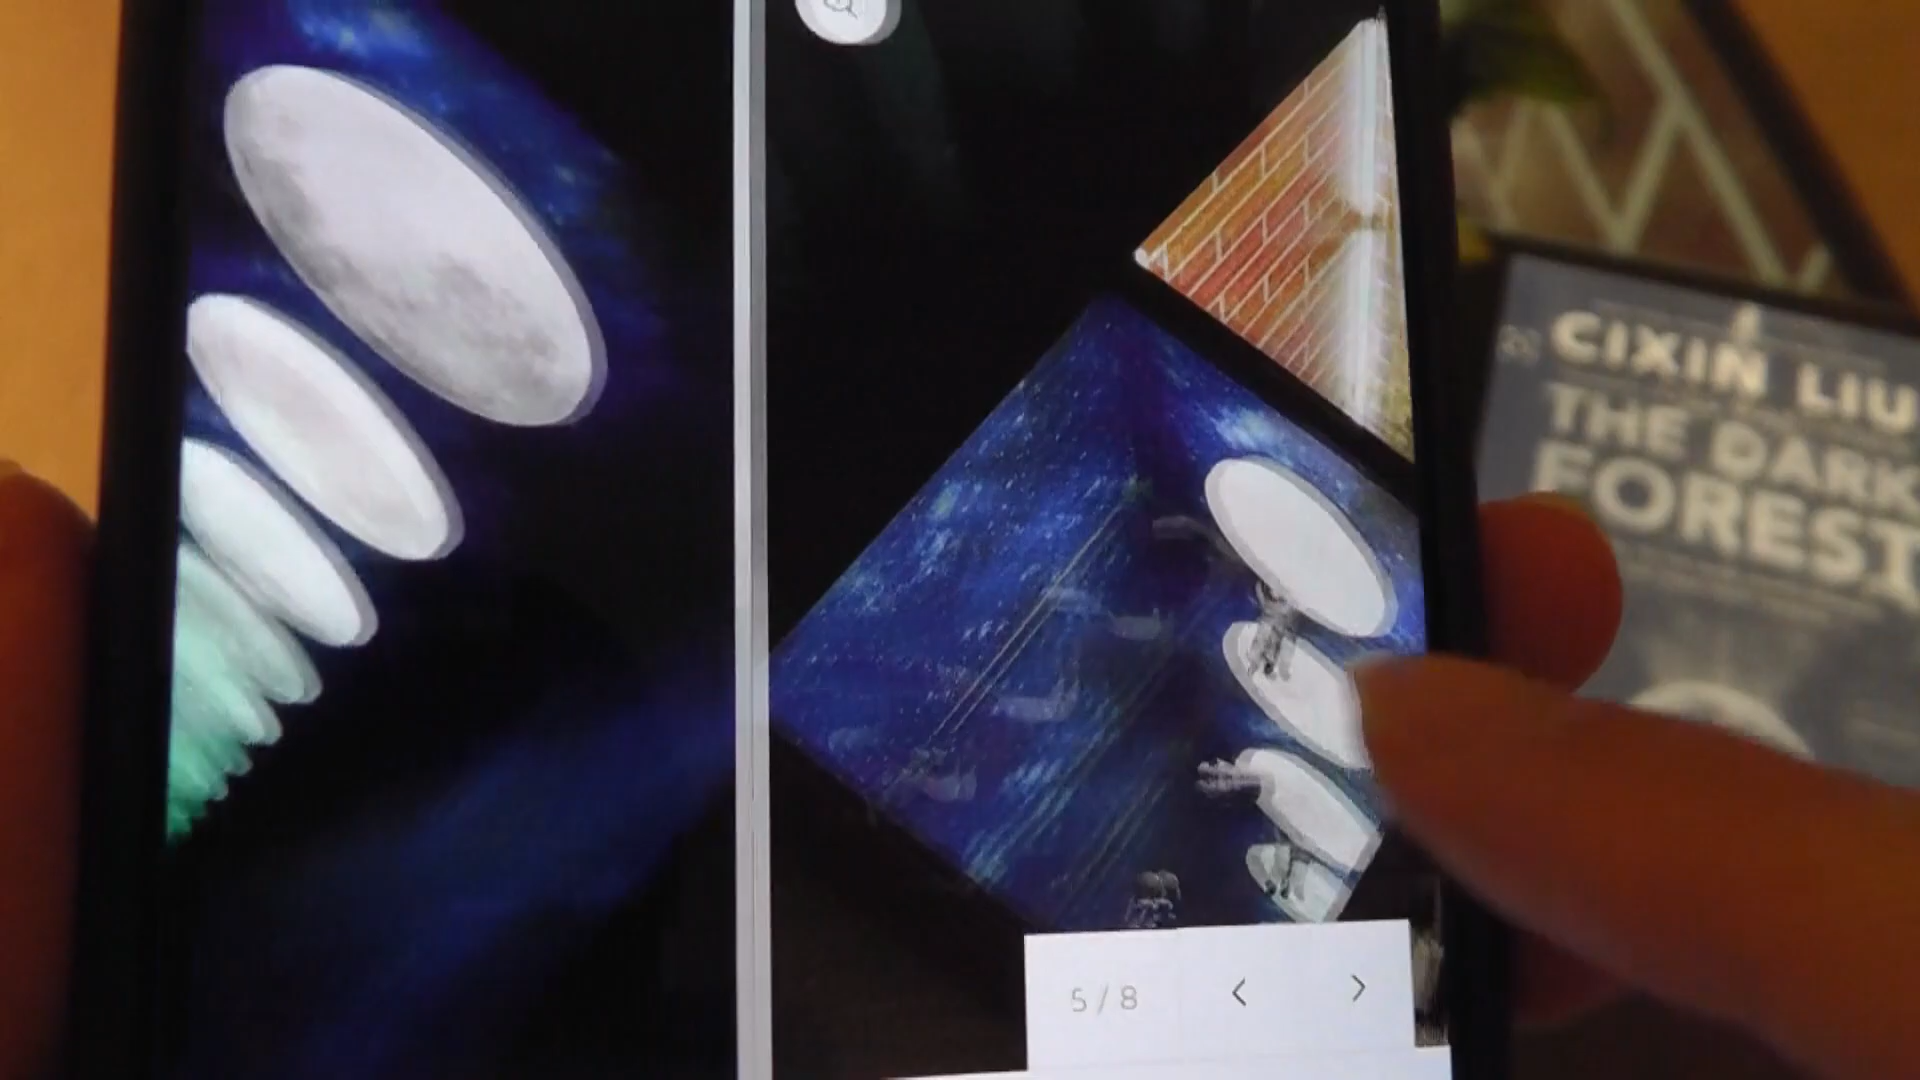 5 / 8
CIXIN LIU
THE DARK
FOREST